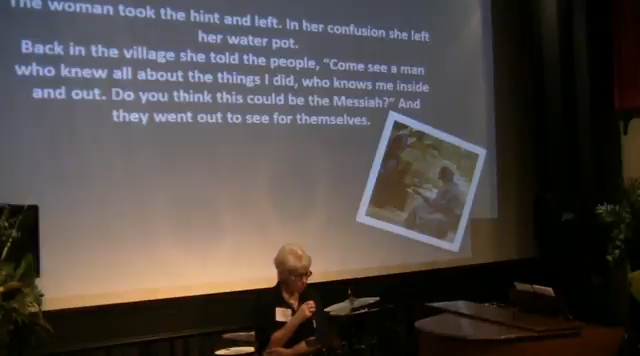 The woman took the hint and left. In her confusion she left
her water pot.
Back in the village she told the people, “Come see a man
who knew all about the things I did, who knows me inside
and out. Do you think this could be the Messiah?” And
they went out to see for themselves.